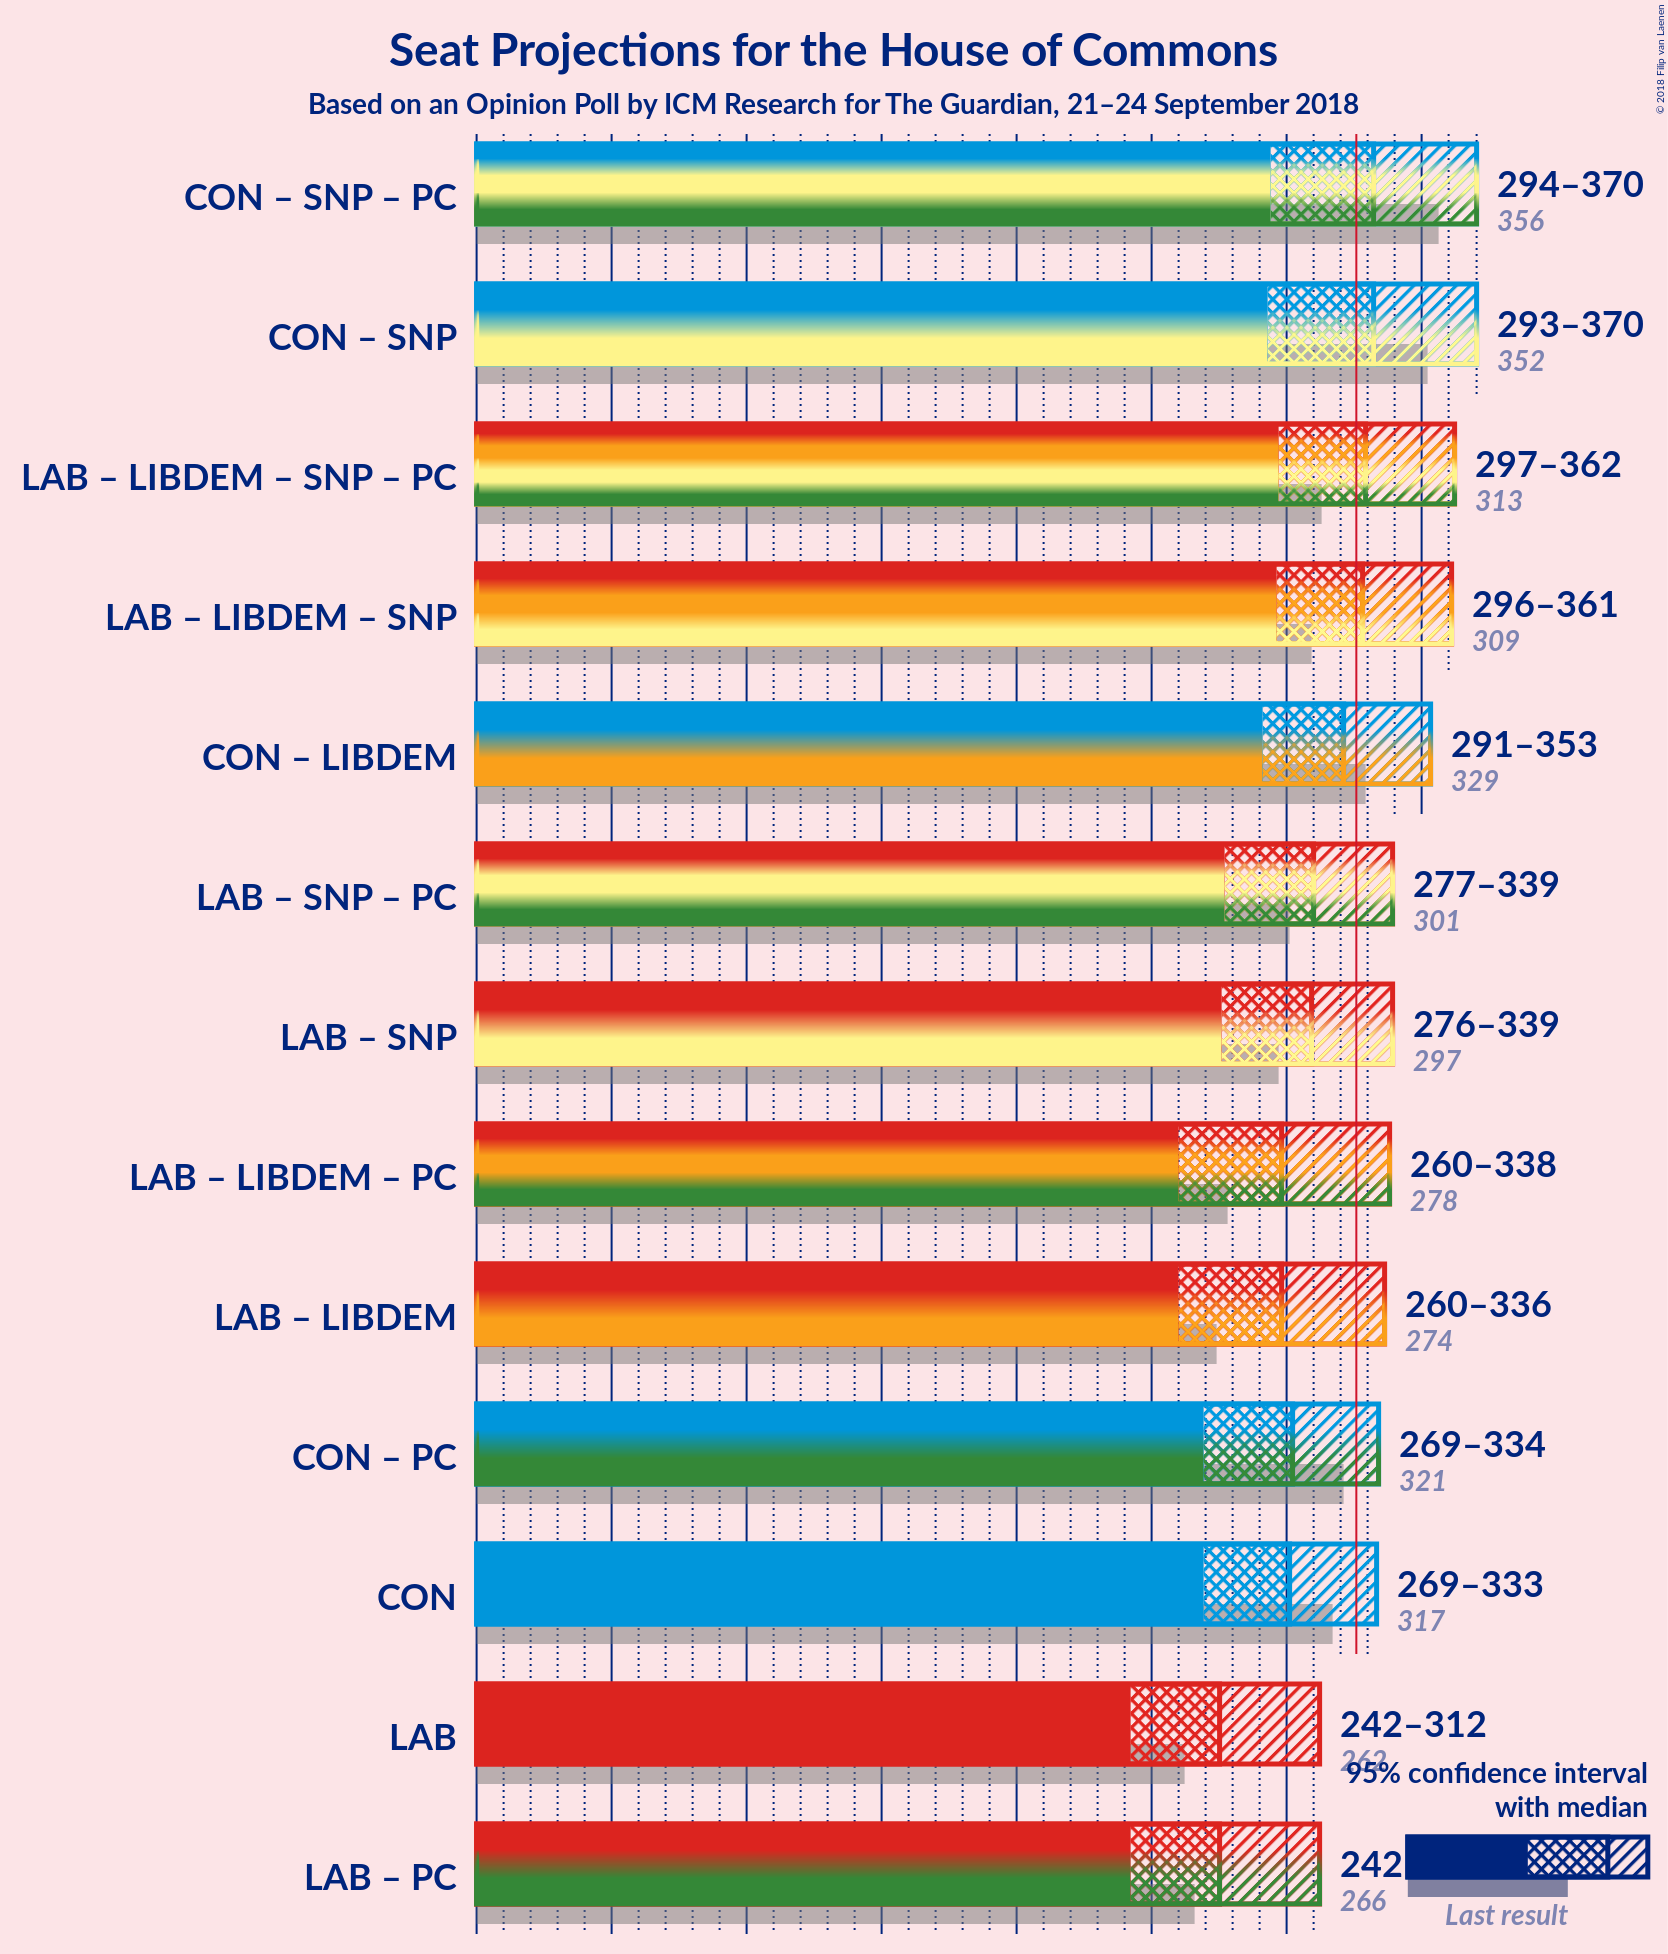 Seat Projections for the House of Commons
Based on an Opinion Poll by ICM Research for The Guardian, 21–24 September 2018
© 2018 Filip van Laenen
CON – SNP – PC
294–370
356
CON – SNP
293–370
352
LAB – LIBDEM – SNP – PC
297–362
313
LAB – LIBDEM – SNP
296–361
309
CON – LIBDEM
291–353
329
LAB – SNP – PC
277–339
301
LAB – SNP
276–339
297
LAB – LIBDEM – PC
260–338
278
LAB – LIBDEM
260–336
274
CON – PC
269–334
321
CON
269–333
317
LAB
242–312
262
95% confidence interval
with median
LAB – PC
242
266
Last result